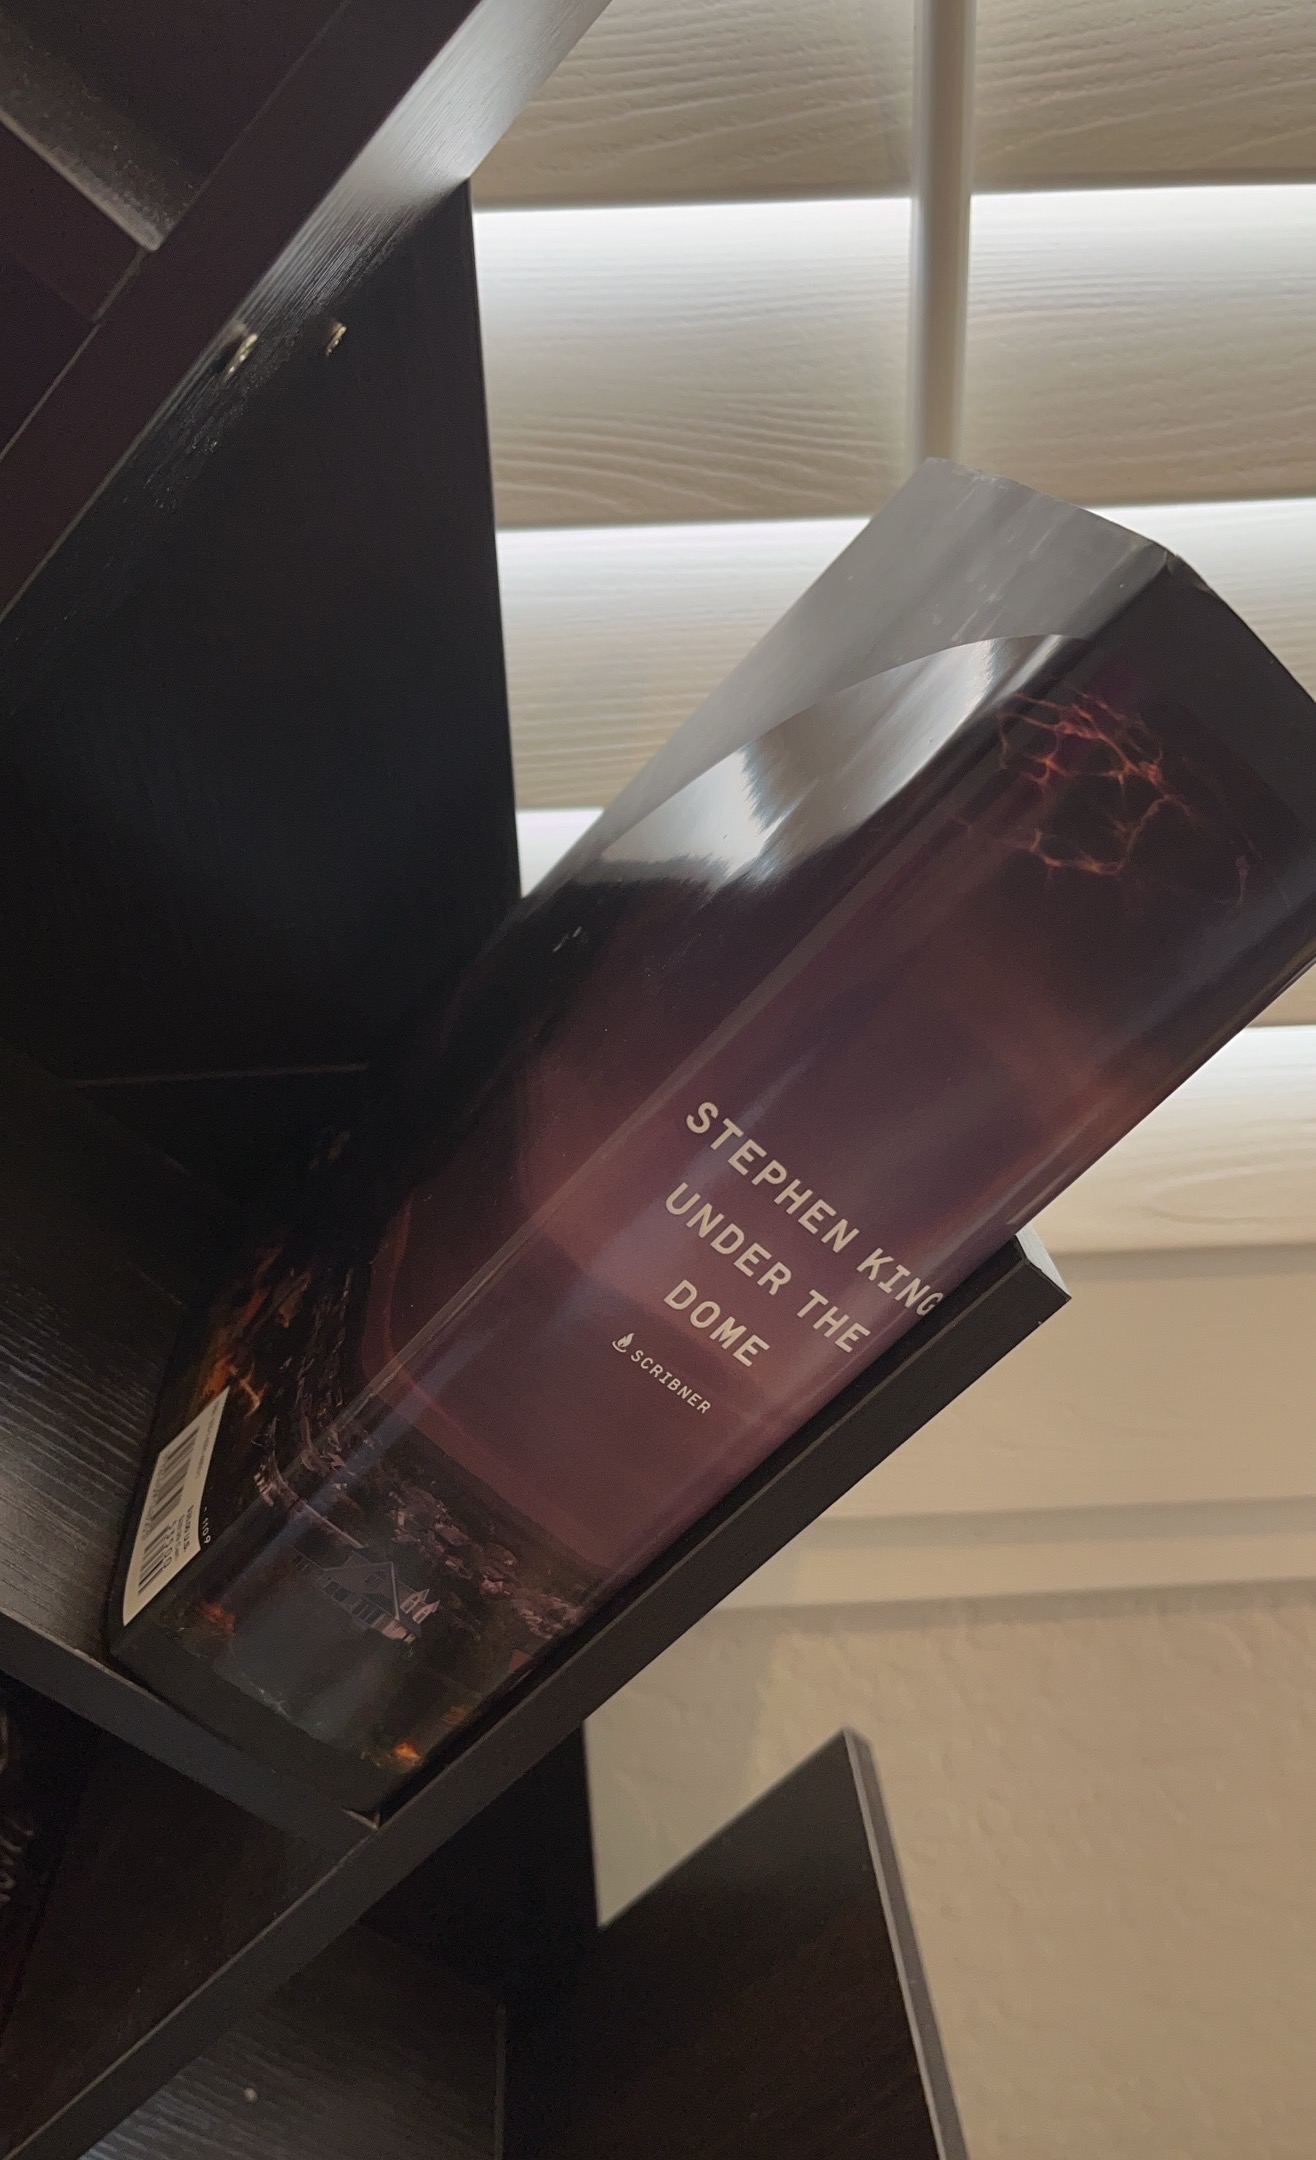 STEPHEN KING
UNDER THE
DOME
SCRIBNER